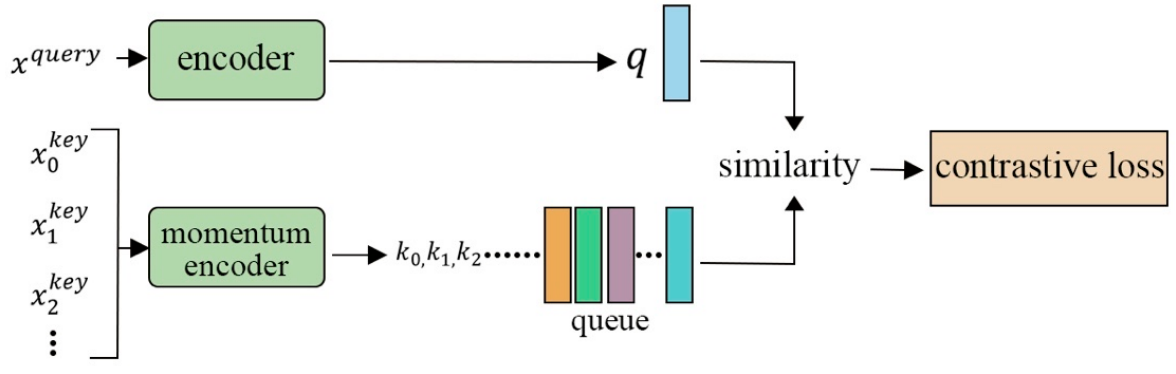 x^query
encoder
q
x_0^key
x_1^key
x_2^key
⋮
momentum
encoder
k_0,k_1,k_2......
...
queue
similarity
contrastive loss